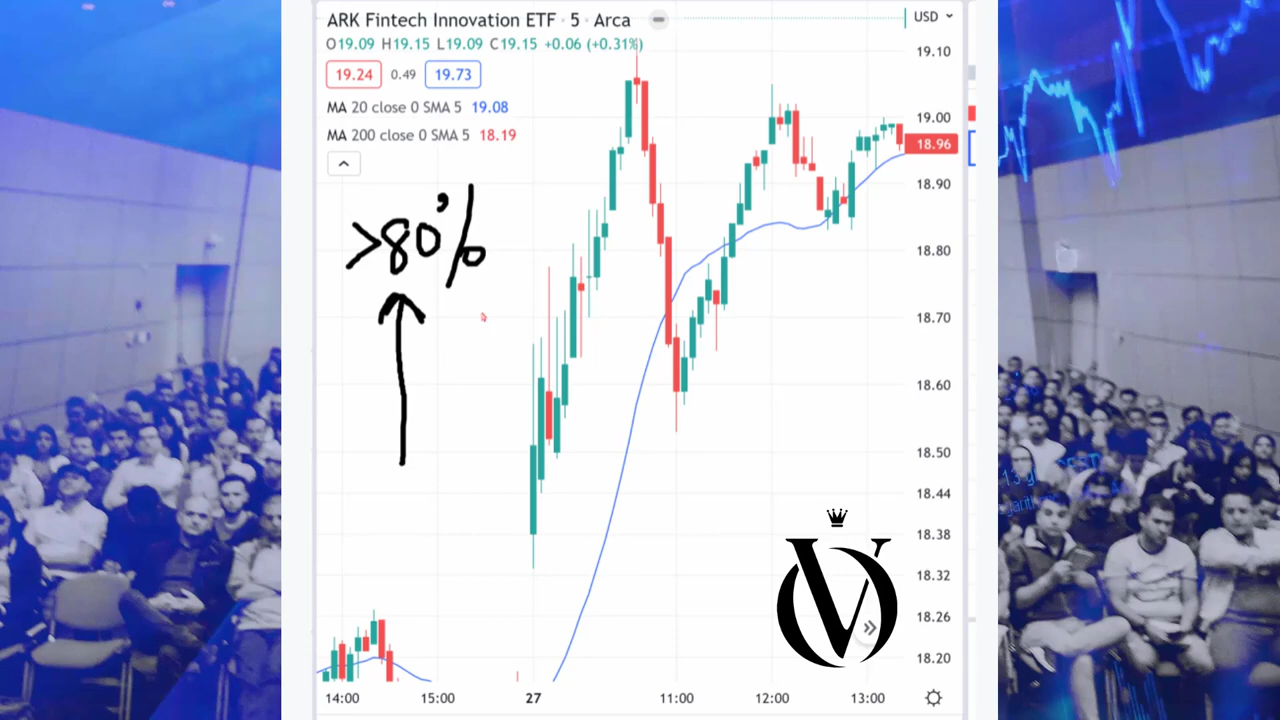 ARK Fintech Innovation ETF · 5 · Arca
USD
O19.09 H19.15 L19.09 C19.15 +0.06 (+0.31%)
19.24 0.49 19.73
MA 20 close 0 SMA 5 19.08
MA 200 close 0 SMA 5 18.19
>80%
19.10
19.00
18.96
18.90
18.80
18.70
18.60
18.50
18.44
18.38
18.32
18.26
18.20
14:00 15:00 27 11:00 12:00 13:00
VO